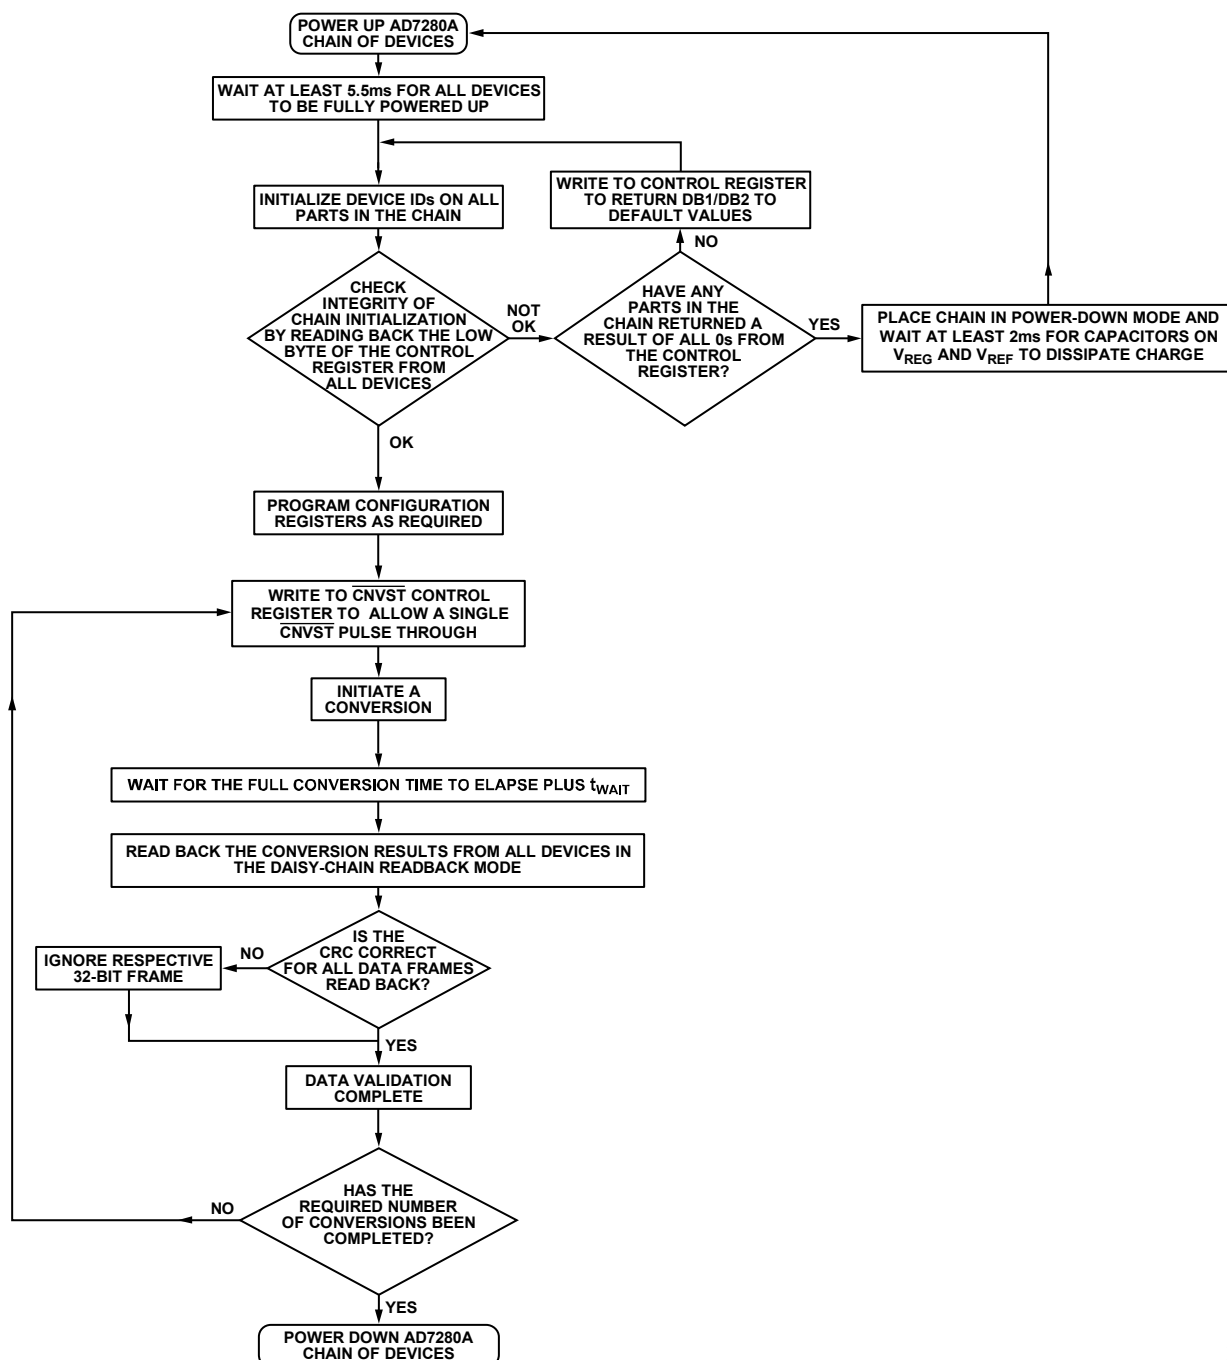 POWER UP AD7280A
CHAIN OF DEVICES
WAIT AT LEAST 5.5ms FOR ALL DEVICES
TO BE FULLY POWERED UP
INITIALIZE DEVICE IDs ON ALL
PARTS IN THE CHAIN
WRITE TO CONTROL REGISTER
TO RETURN DB1/DB2 TO
DEFAULT VALUES
NO
CHECK
INTEGRITY OF
CHAIN INITIALIZATION
BY READING BACK THE LOW
BYTE OF THE CONTROL
REGISTER FROM
ALL DEVICES
NOT
OK
HAVE ANY
PARTS IN THE
CHAIN RETURNED A
RESULT OF ALL 0s FROM
THE CONTROL
REGISTER?
YES
PLACE CHAIN IN POWER-DOWN MODE AND
WAIT AT LEAST 2ms FOR CAPACITORS ON
VREG AND VREF TO DISSIPATE CHARGE
OK
PROGRAM CONFIGURATION
REGISTERS AS REQUIRED
WRITE TO CNVST CONTROL
REGISTER TO ALLOW A SINGLE
CNVST PULSE THROUGH
INITIATE A
CONVERSION
WAIT FOR THE FULL CONVERSION TIME TO ELAPSE PLUS tWAIT
READ BACK THE CONVERSION RESULTS FROM ALL DEVICES IN
THE DAISY-CHAIN READBACK MODE
IS THE
CRC CORRECT
FOR ALL DATA FRAMES
READ BACK?
NO
IGNORE RESPECTIVE
32-BIT FRAME
YES
DATA VALIDATION
COMPLETE
HAS THE
REQUIRED NUMBER
OF CONVERSIONS BEEN
COMPLETED?
NO
YES
POWER DOWN AD7280A
CHAIN OF DEVICES